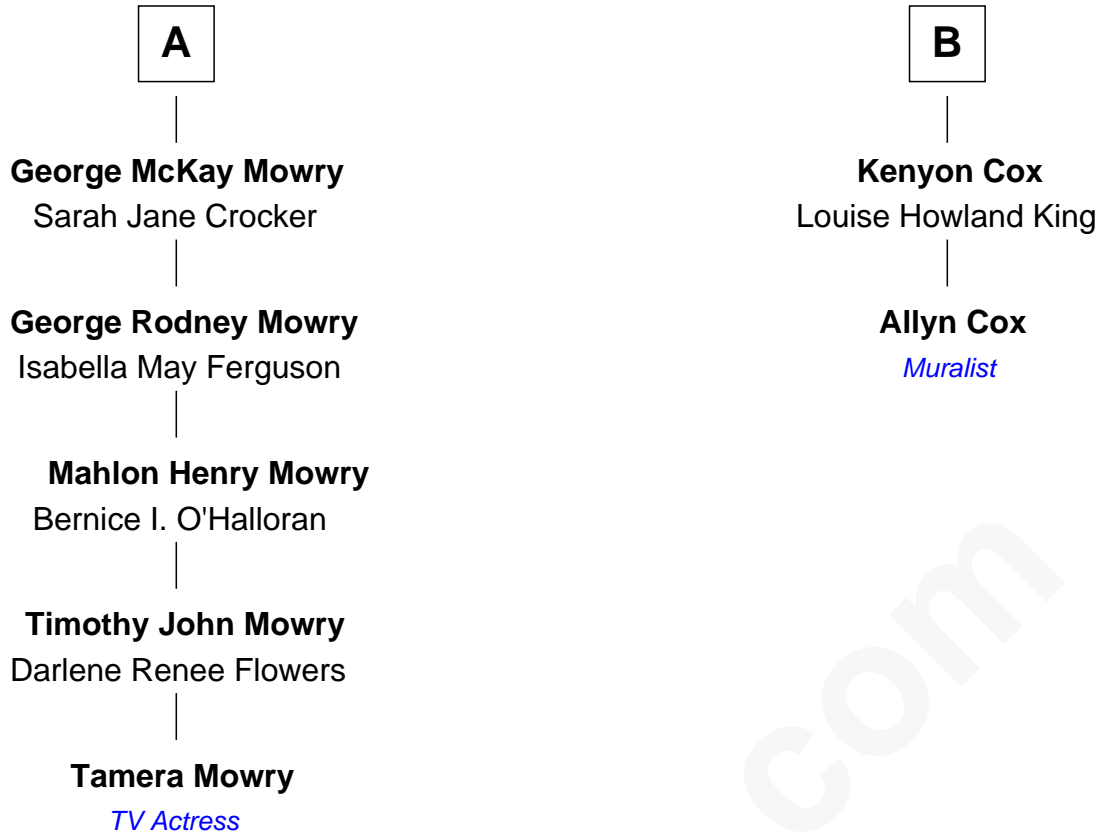 A
George McKay Mowry
Sarah Jane Crocker
George Rodney Mowry
Isabella May Ferguson
Mahlon Henry Mowry
Bernice I. O'Halloran
Timothy John Mowry
Darlene Renee Flowers
Tamera Mowry
TV Actress
B
Kenyon Cox
Louise Howland King
Allyn Cox
Muralist
com